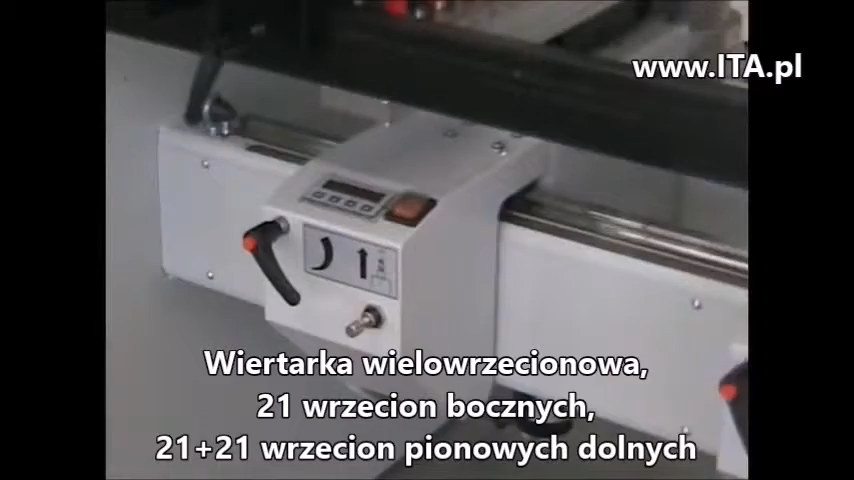 www.ITA.pl
Wiertarka wielowrzecionowa,
21 wrzecion bocznych,
21+21 wrzecion pionowych dolnych